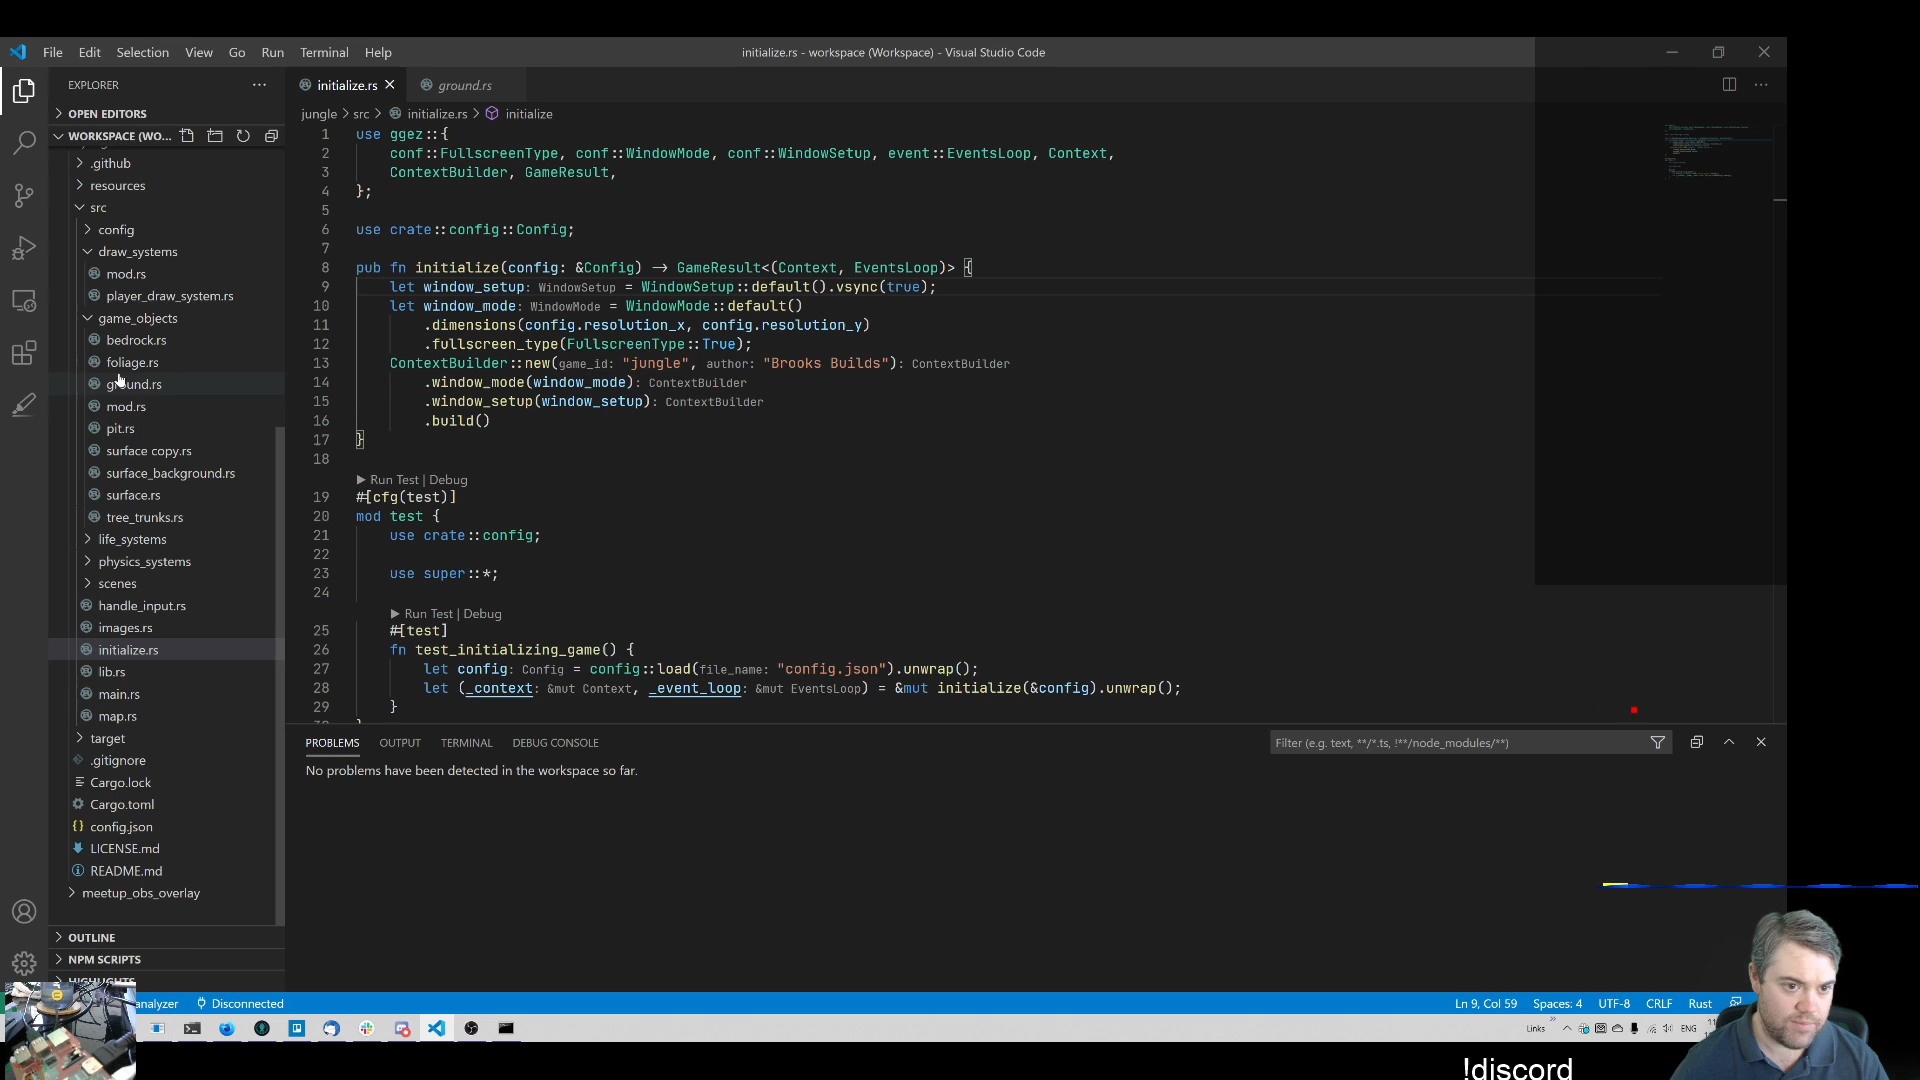 File Edit Selection View Go Run Terminal Help
initialize.rs - workspace (Workspace) - Visual Studio Code
EXPLORER
OPEN EDITORS
WORKSPACE (WO...
.github
resources
src
config
draw_systems
mod.rs
player_draw_system.rs
game_objects
bedrock.rs
foliage.rs
ground.rs
mod.rs
pit.rs
surface copy.rs
surface_background.rs
surface.rs
tree_trunks.rs
life_systems
physics_systems
scenes
handle_input.rs
images.rs
initialize.rs
lib.rs
main.rs
map.rs
target
.gitignore
Cargo.lock
Cargo.toml
config.json
LICENSE.md
README.md
meetup_obs_overlay
OUTLINE
NPM SCRIPTS
HIGHLIGHTS
initialize.rs ground.rs
jungle > src > initialize.rs > initialize
1 use ggez::{
2 conf::FullscreenType, conf::WindowMode, conf::WindowSetup, event::EventsLoop, Context,
3 ContextBuilder, GameResult,
4 };
5
6 use crate::config::Config;
7
8 pub fn initialize(config: &Config) → GameResult<(Context, EventsLoop)> {
9 let window_setup: WindowSetup = WindowSetup::default().vsync(true);
10 let window_mode: WindowMode = WindowMode::default()
11 .dimensions(config.resolution_x, config.resolution_y)
12 .fullscreen_type(FullscreenType::True);
13 ContextBuilder::new(game_id: "jungle", author: "Brooks Builds"): ContextBuilder
14 .window_mode(window_mode): ContextBuilder
15 .window_setup(window_setup): ContextBuilder
16 .build()
17 }
18
Run Test | Debug
19 #[cfg(test)]
20 mod test {
21 use crate::config;
22
23 use super::*;
24
Run Test | Debug
25 #[test]
26 fn test_initializing_game() {
27 let config: Config = config::load(file_name: "config.json").unwrap();
28 let (_context: &mut Context, _event_loop: &mut EventsLoop) = &mut initialize(&config).unwrap();
29 }
30 }
PROBLEMS OUTPUT TERMINAL DEBUG CONSOLE
Filter (e.g. text, **/*.ts, !**/node_modules/**)
No problems have been detected in the workspace so far.
analyzer Disconnected
Ln 9, Col 59 Spaces: 4 UTF-8 CRLF Rust
Links ENG
!discord